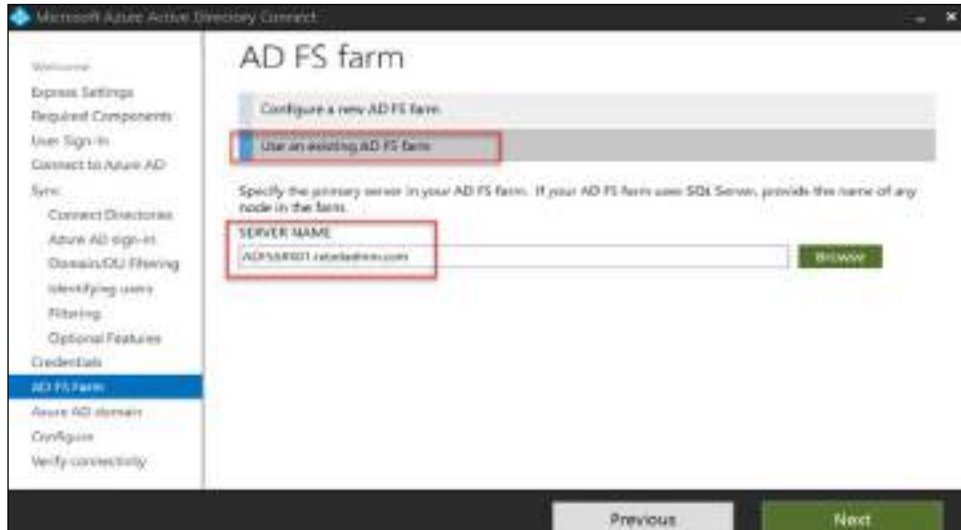 Microsoft Azure Active Directory Connect
AD FS farm
Welcome
Express Settings
Required Components
User Sign-In
Connect to Azure AD
Sync
Connect Directories
Azure AD sign-in
Domain/OU Filtering
Identifying users
Filtering
Optional Features
Credentials
AD FS Farm
Azure AD domain
Configure
Verify connectivity
Configure a new AD FS farm
Use an existing AD FS farm
Specify the primary server in your AD FS farm. If your AD FS farm uses SQL Server, provide the name of any
node in the farm.
SERVER NAME
Browse
Previous
Next